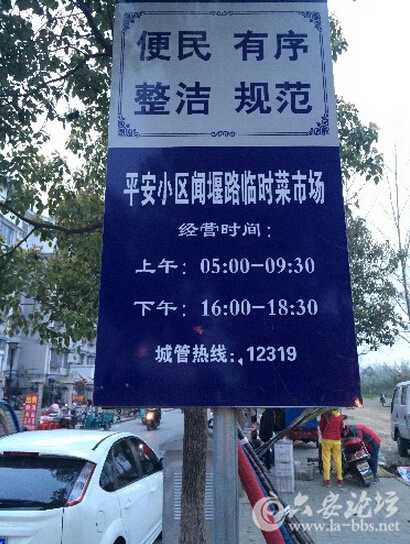 便民 有序
整洁 规范
平安小区闻堰路临时菜市场
经营时间:
上午: 05:00-09:30
下午: 16:00-18:30
城管热线: 12319
六安论坛
www.la-bbs.net